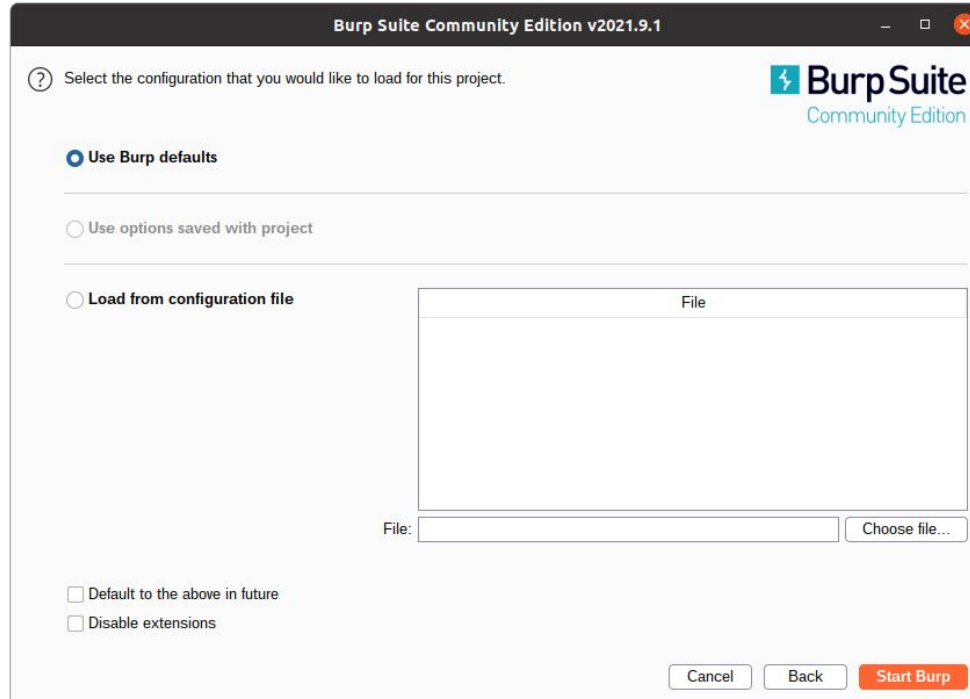 Burp Suite Community Edition v2021.9.1
? Select the configuration that you would like to load for this project.
Burp Suite
Community Edition
Use Burp defaults
Use options saved with project
Load from configuration file
File
File:
Choose file...
Default to the above in future
Disable extensions
Cancel Back Start Burp